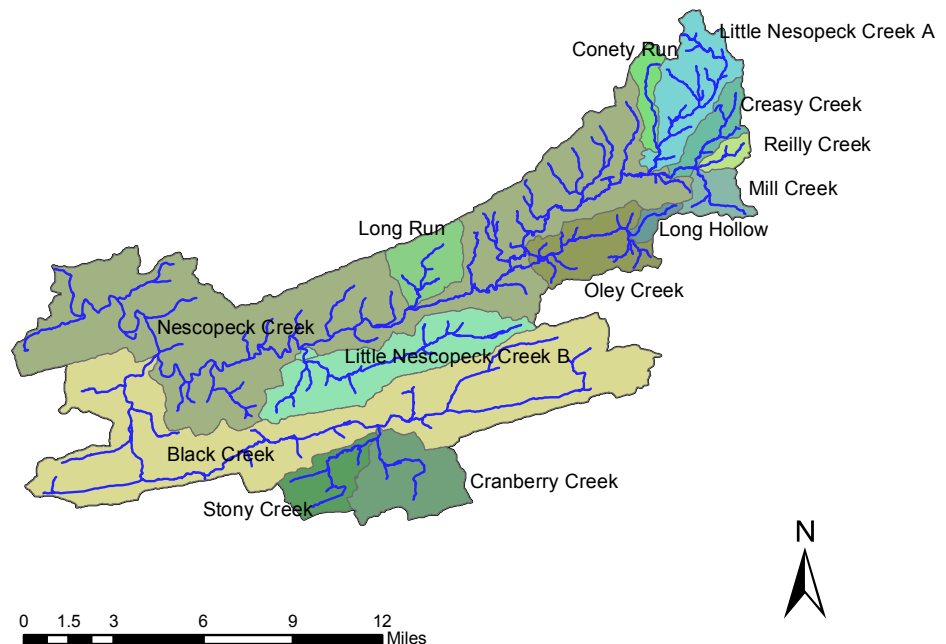 Little Nesopeck Creek A
Conety Run
Creasy Creek
Reilly Creek
Mill Creek
Long Run
Long Hollow
Oley Creek
Nescopeck Creek
Little Nescopeck Creek B
Black Creek
Cranberry Creek
Stony Creek
N
0 1.5 3 6 9 12
Miles